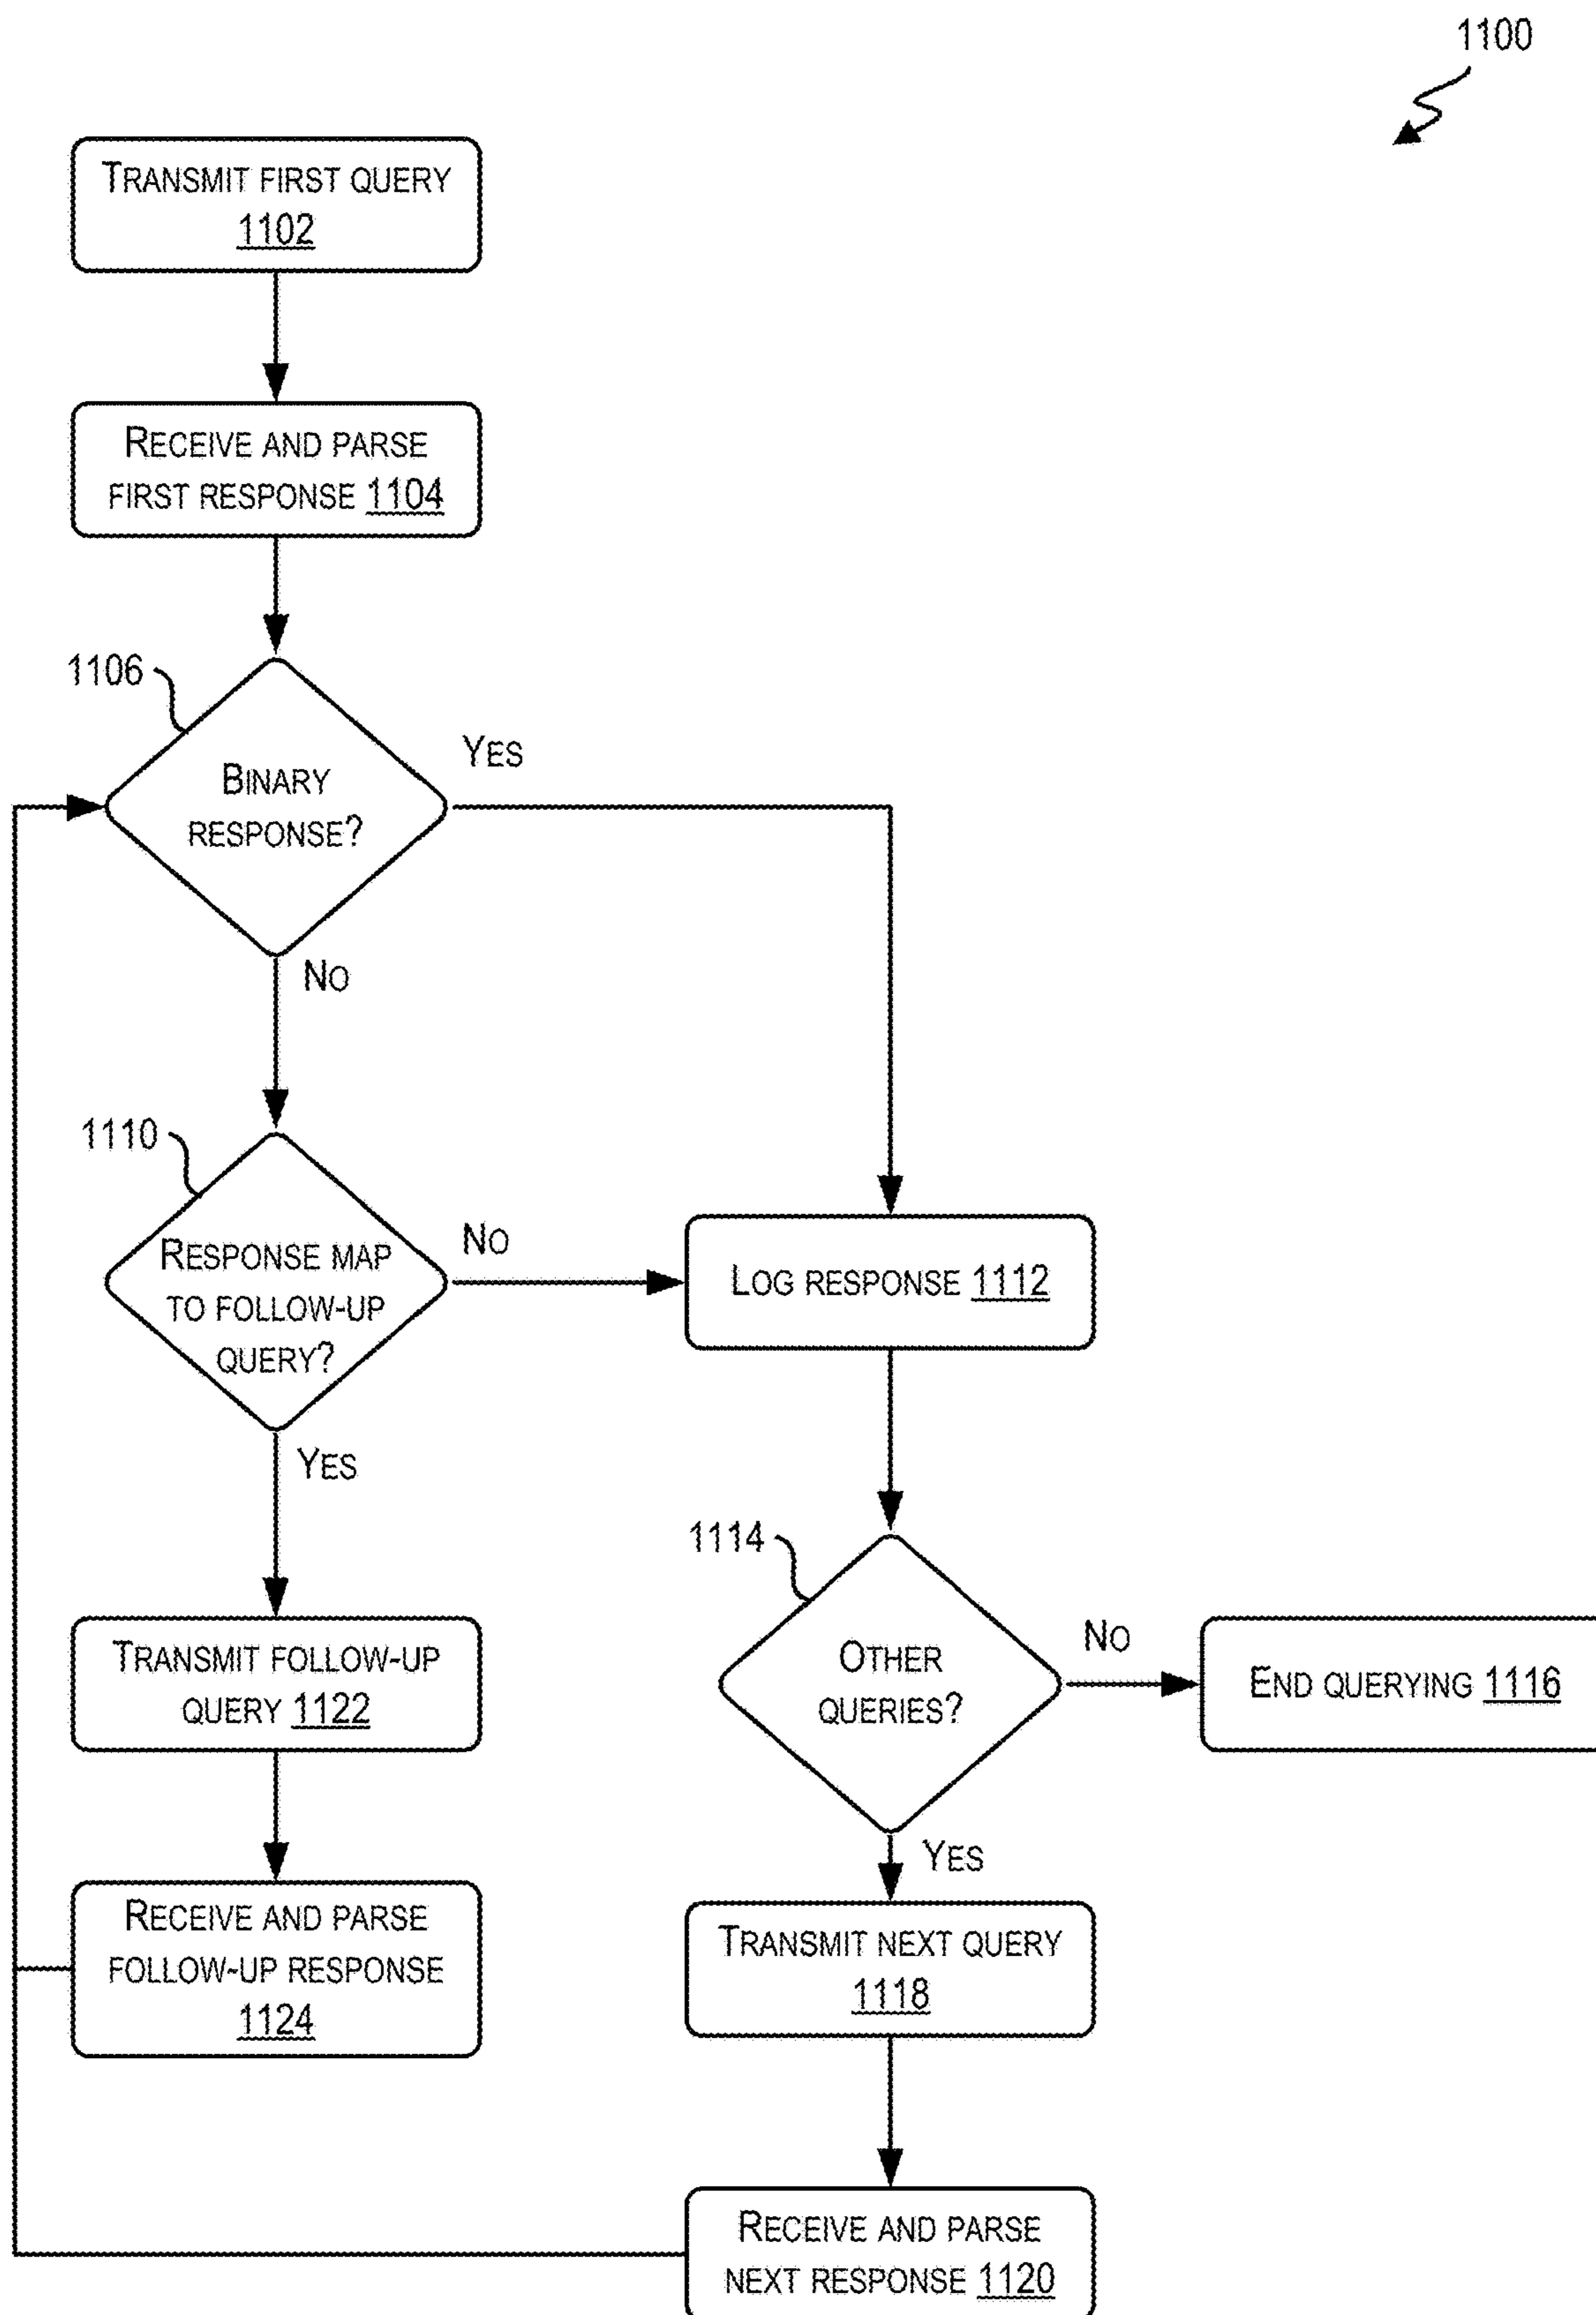 1100
TRANSMIT FIRST QUERY
1102
RECEIVE AND PARSE
FIRST RESPONSE 1104
1106
BINARY
RESPONSE?
YES
NO
1110
RESPONSE MAP
TO FOLLOW-UP
QUERY?
NO
LOG RESPONSE 1112
YES
1114
OTHER
QUERIES?
NO
END QUERYING 1116
TRANSMIT FOLLOW-UP
QUERY 1122
YES
RECEIVE AND PARSE
FOLLOW-UP RESPONSE
1124
TRANSMIT NEXT QUERY
1118
RECEIVE AND PARSE
NEXT RESPONSE 1120